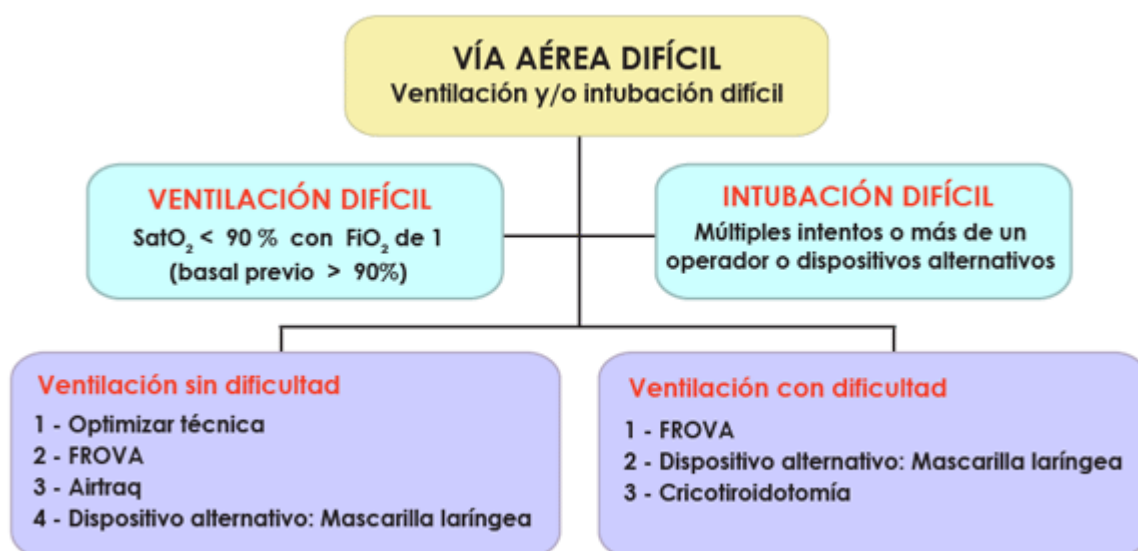 VÍA AÉREA DIFÍCIL
Ventilación y/o intubación difícil
VENTILACIÓN DIFÍCIL
SatO₂ < 90 % con FiO₂ de 1
(basal previo > 90%)
INTUBACIÓN DIFÍCIL
Múltiples intentos o más de un
operador o dispositivos alternativos
Ventilación sin dificultad
1 - Optimizar técnica
2 - FROVA
3 - Airtraq
4 - Dispositivo alternativo: Mascarilla laríngea
Ventilación con dificultad
1 - FROVA
2 - Dispositivo alternativo: Mascarilla laríngea
3 - Cricotiroidotomía